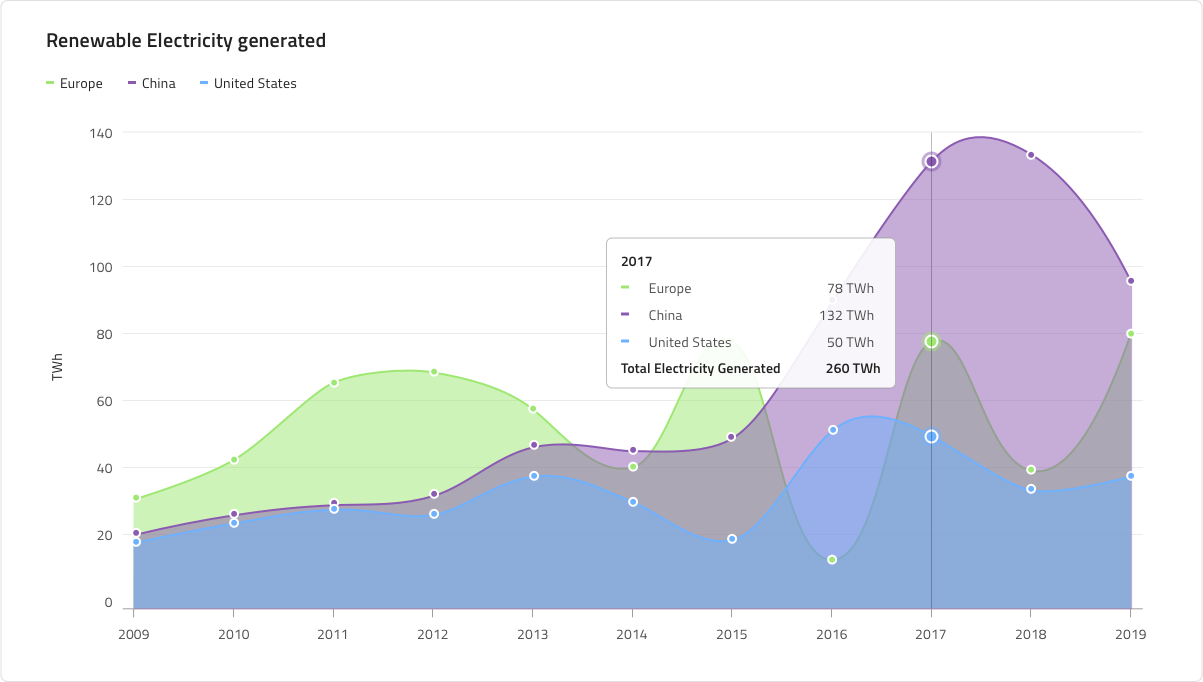 Renewable Electricity generated
Europe China United States
140
120
100
80
60
40
20
0
TWh
2017
Europe 78 TWh
China 132 TWh
United States 50 TWh
Total Electricity Generated 260 TWh
2009 2010 2011 2012 2013 2014 2015 2016 2017 2018 2019